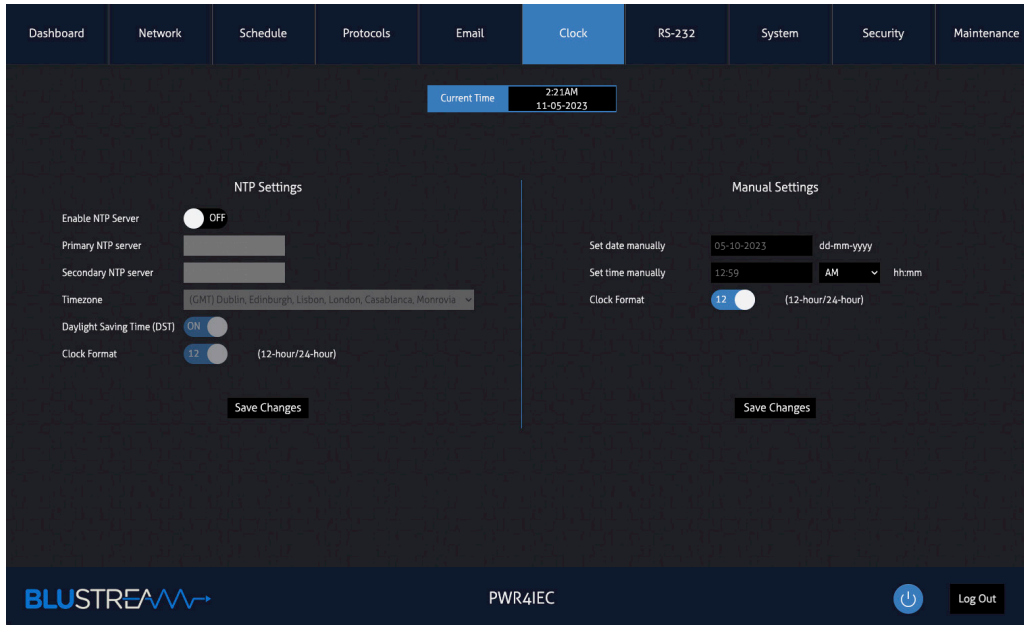 Dashboard Network Schedule Protocols Email Clock RS-232 System Security Maintenance
Current Time 2:21AM
11-05-2023
NTP Settings
Enable NTP Server OFF
Primary NTP server
Secondary NTP server
Timezone (GMT) Dublin, Edinburgh, Lisbon, London, Casablanca, Monrovia
Daylight Saving Time (DST) ON
Clock Format 12 (12-hour/24-hour)
Save Changes
Manual Settings
Set date manually 05-10-2023 dd-mm-yyyy
Set time manually 12:59 AM hh:mm
Clock Format 12 (12-hour/24-hour)
Save Changes
BLUSTREAM PWR4IEC Log Out